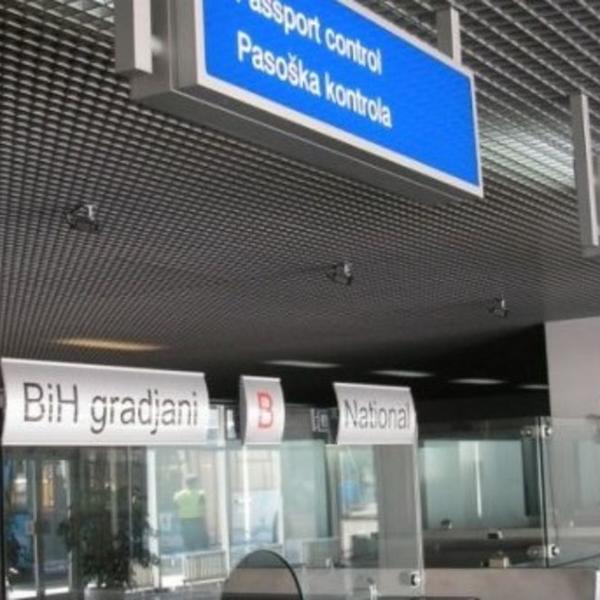 Passport control
Pasoška kontrola
BiH gradjani
B
National